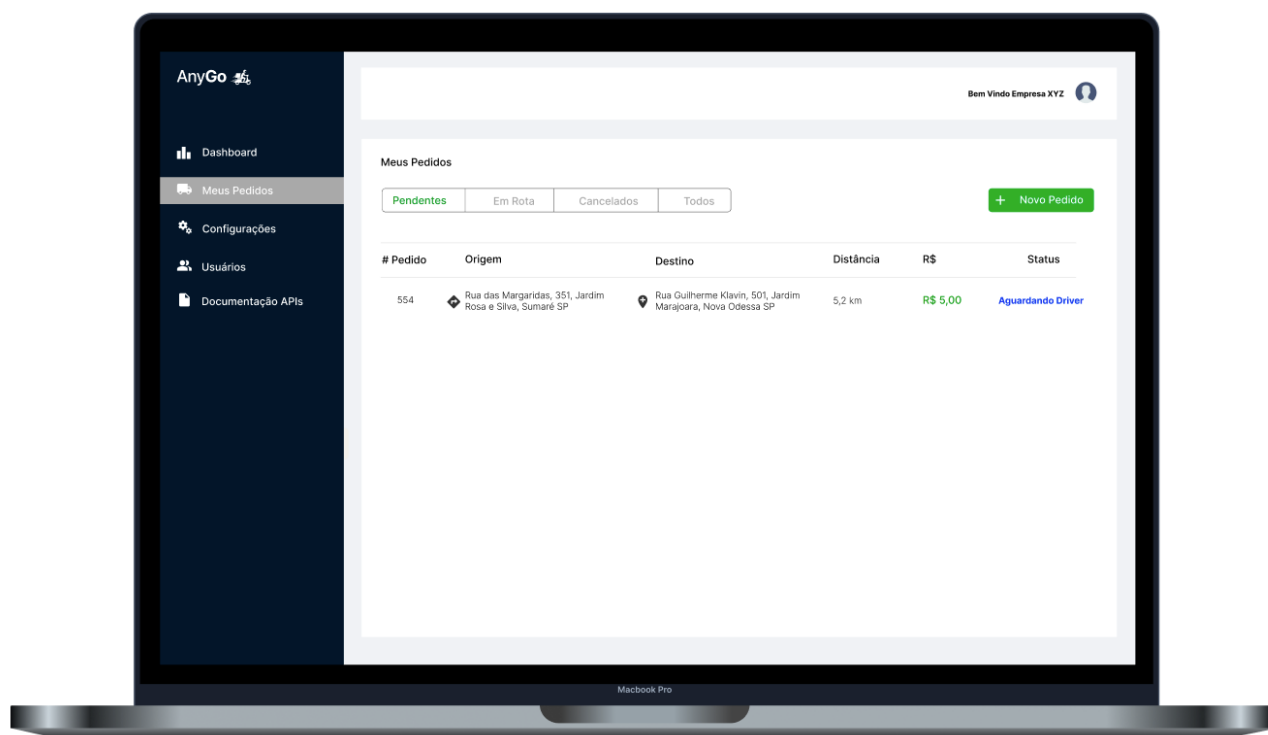 AnyGo
Bem Vindo Empresa XYZ
Dashboard
Meus Pedidos
Configurações
Usuários
Documentação APIs
Meus Pedidos
Pendentes Em Rota Cancelados Todos
+ Novo Pedido
# Pedido Origem Destino Distância R$ Status
554
Rua das Margaridas, 351, Jardim
Rosa e Silva, Sumaré SP
Rua Guilherme Klavin, 501, Jardim
Marajoara, Nova Odessa SP
5,2 km
R$ 5,00
Aguardando Driver
Macbook Pro